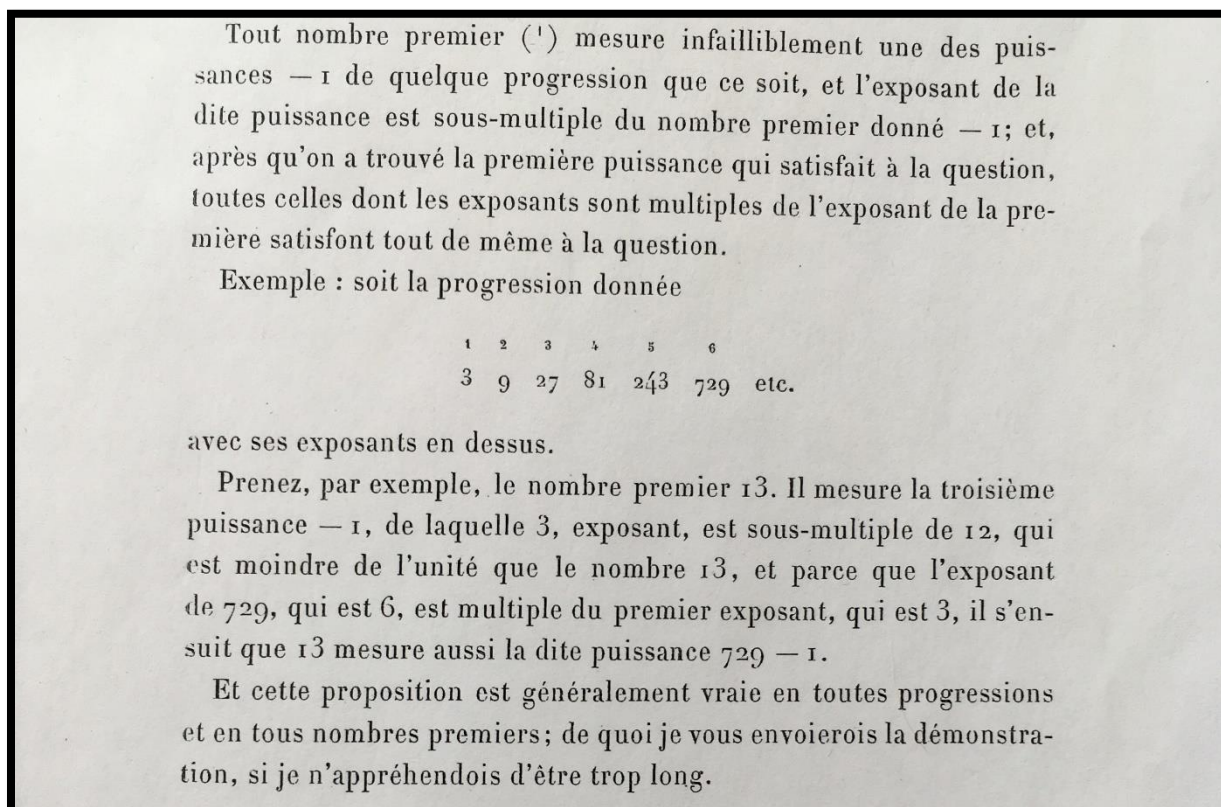 Tout nombre premier (¹) mesure infailliblement une des puis-
sances — 1 de quelque progression que ce soit, et l'exposant de la
dite puissance est sous-multiple du nombre premier donné — 1; et,
après qu'on a trouvé la première puissance qui satisfait à la question,
toutes celles dont les exposants sont multiples de l'exposant de la pre-
mière satisfont tout de même à la question.
Exemple : soit la progression donnée
1 2 3 4 5 6
3 9 27 81 243 729 etc.
avec ses exposants en dessus.
Prenez, par exemple, le nombre premier 13. Il mesure la troisième
puissance — 1, de laquelle 3, exposant, est sous-multiple de 12, qui
est moindre de l'unité que le nombre 13, et parce que l'exposant
de 729, qui est 6, est multiple du premier exposant, qui est 3, il s'en-
suit que 13 mesure aussi la dite puissance 729 — 1.
Et cette proposition est généralement vraie en toutes progressions
et en tous nombres premiers; de quoi je vous envoierois la démonstra-
tion, si je n'appréhendois d'être trop long.